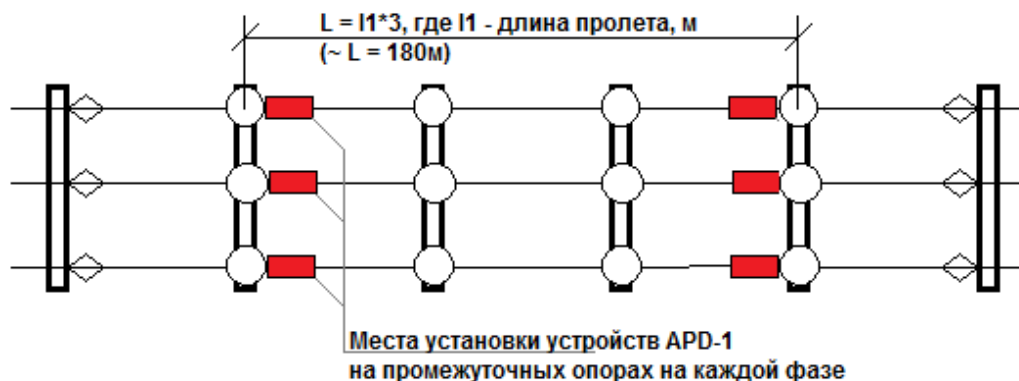 L = l1*3, где l1 - длина пролета, м
(~ L = 180м)
Места установки устройств APD-1
на промежуточных опорах на каждой фазе